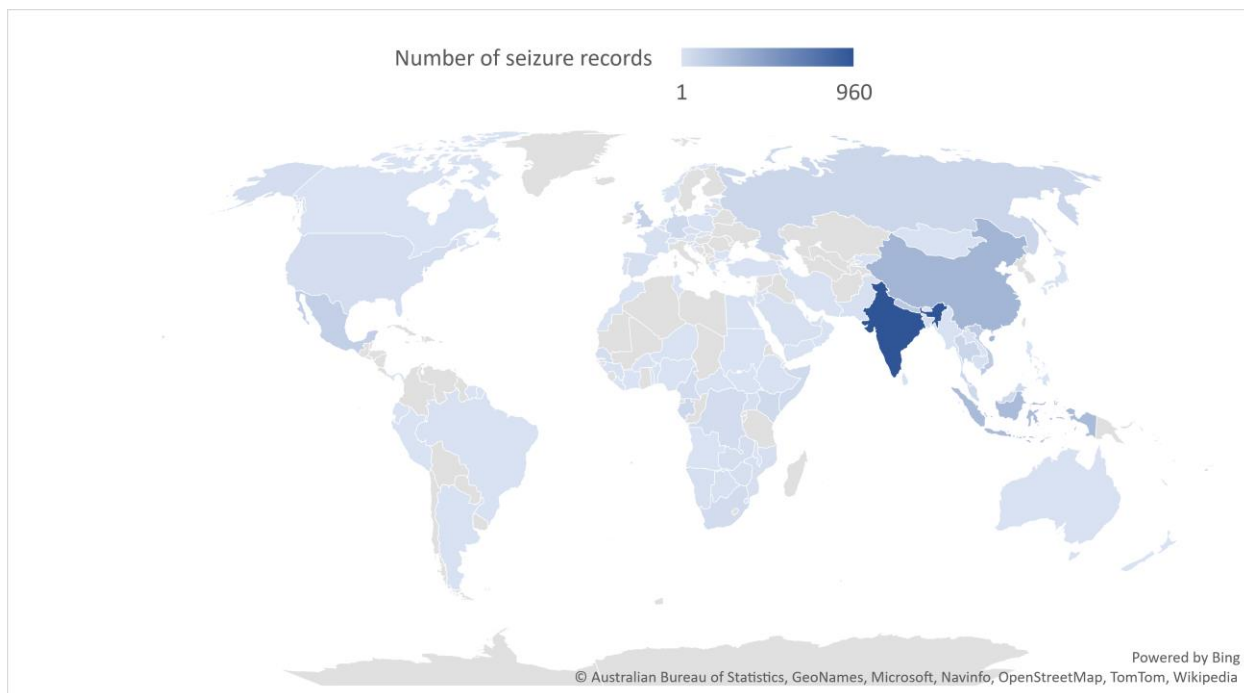 Number of seizure records
1 960
Powered by Bing
© Australian Bureau of Statistics, GeoNames, Microsoft, Navinfo, OpenStreetMap, TomTom, Wikipedia